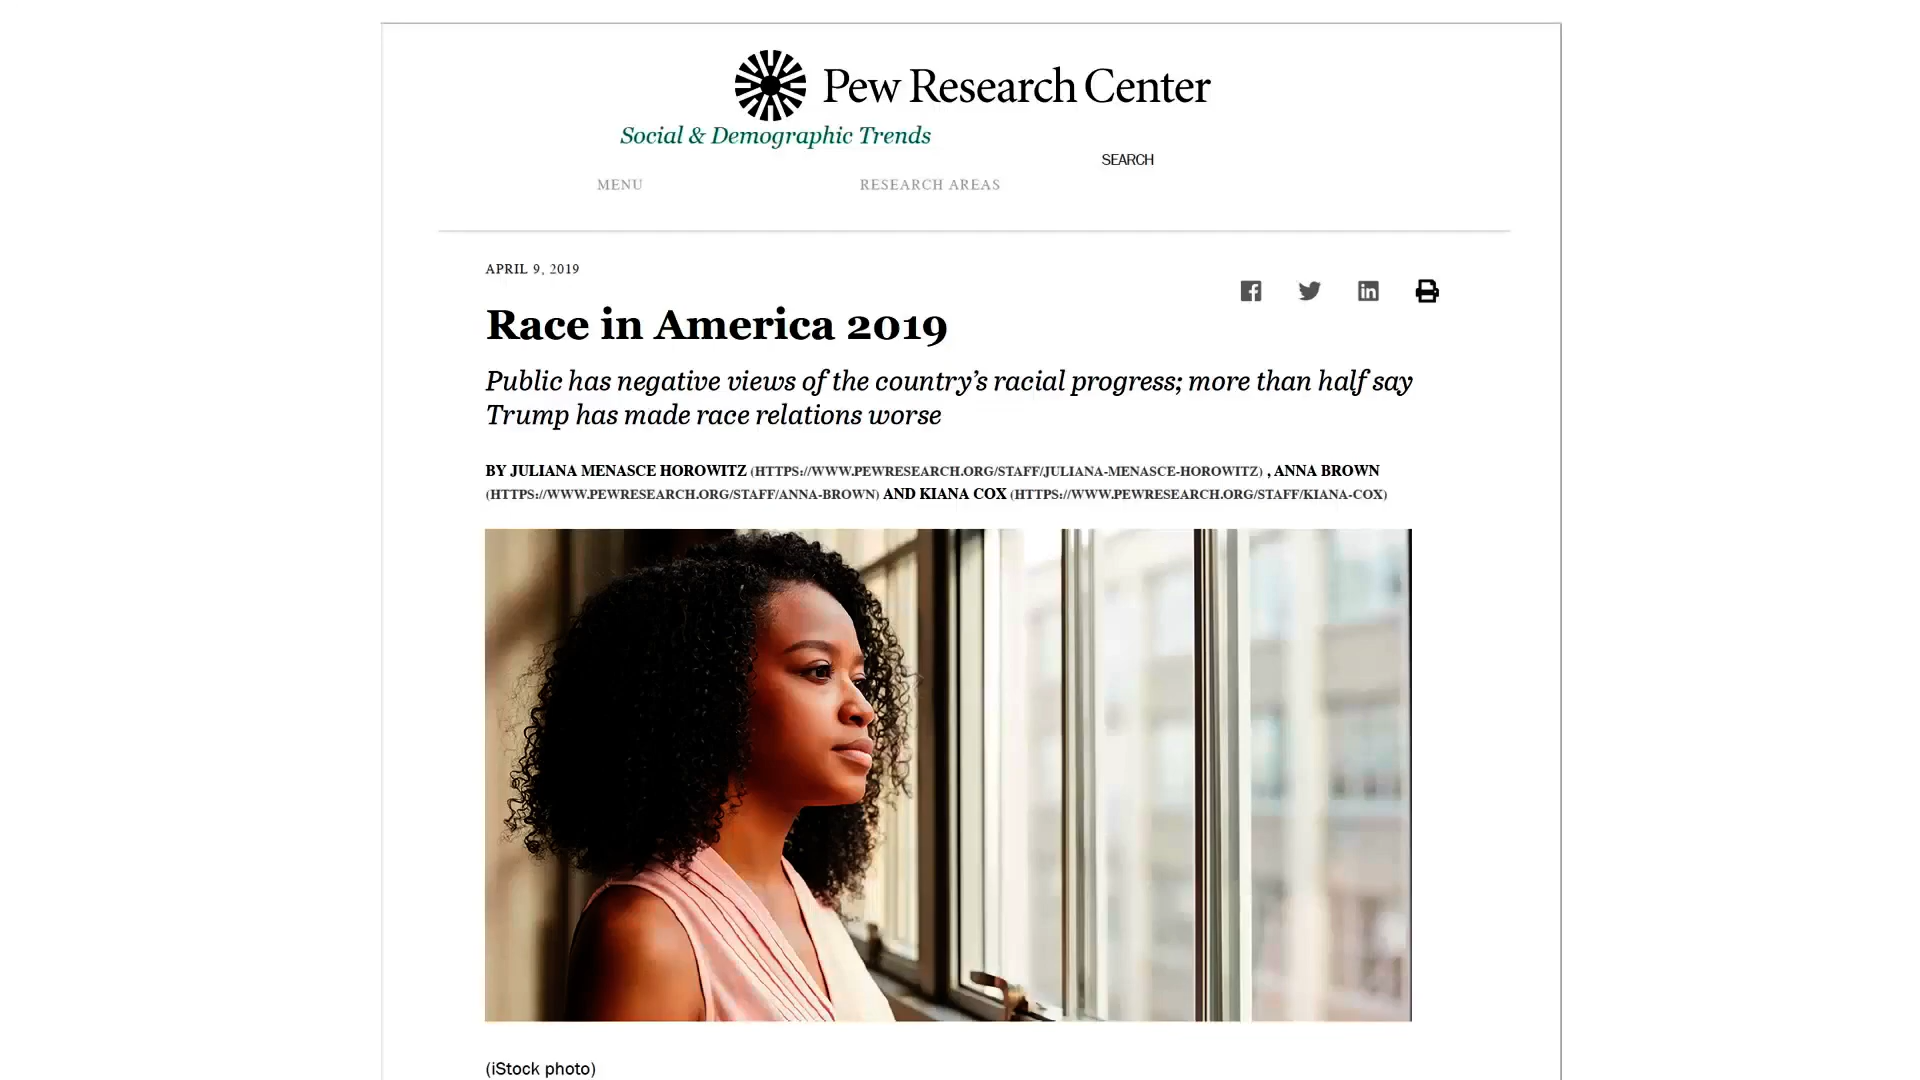 Pew Research Center
Social & Demographic Trends
SEARCH
MENU
RESEARCH AREAS
APRIL 9, 2019
Race in America 2019
Public has negative views of the country’s racial progress; more than half say
Trump has made race relations worse
BY JULIANA MENASCE HOROWITZ (HTTPS://WWW.PEWRESEARCH.ORG/STAFF/JULIANA-MENASCE-HOROWITZ) , ANNA BROWN
(HTTPS://WWW.PEWRESEARCH.ORG/STAFF/ANNA-BROWN) AND KIANA COX (HTTPS://WWW.PEWRESEARCH.ORG/STAFF/KIANA-COX)
(iStock photo)